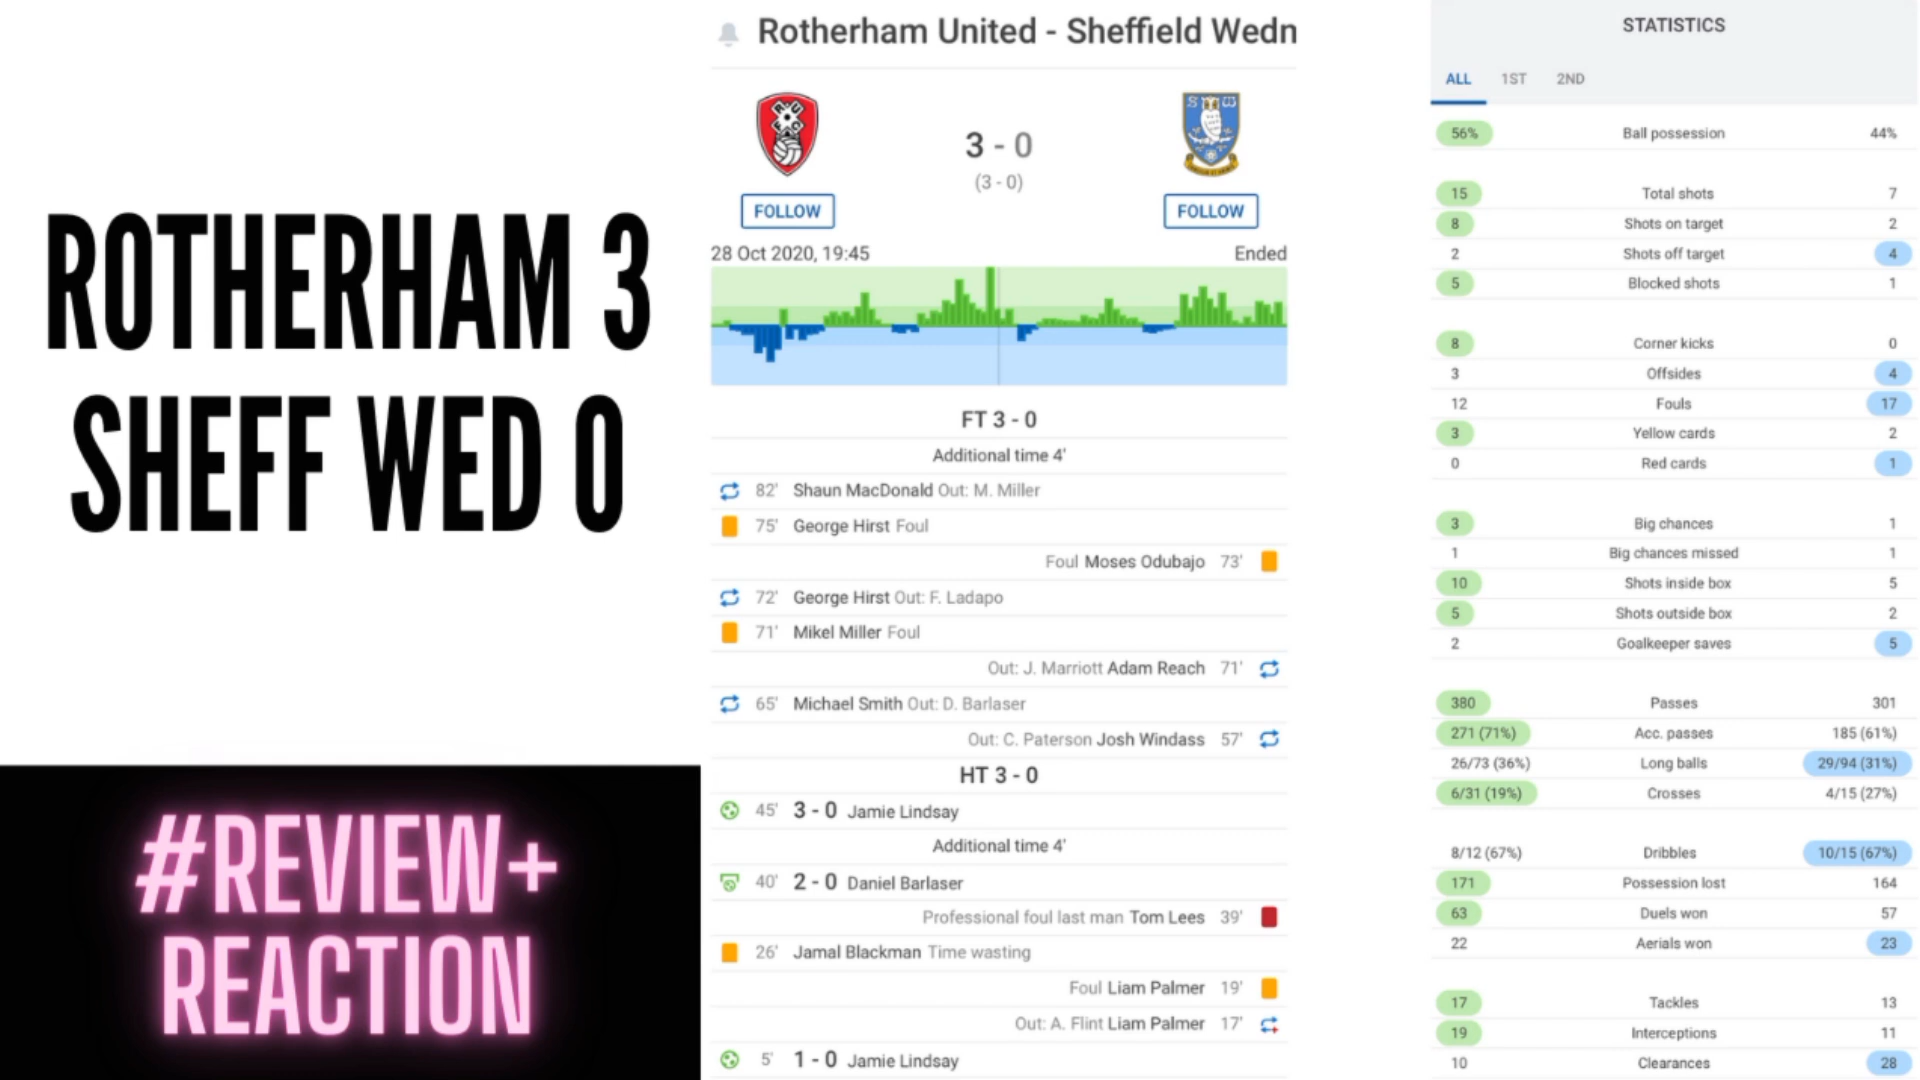 ROTHERHAM 3
SHEFF WED 0
#REVIEW+
REACTION
Rotherham United - Sheffield Wedn
3 - 0
(3 - 0)
FOLLOW
FOLLOW
28 Oct 2020, 19:45 Ended
FT 3 - 0
Additional time 4'
82' Shaun MacDonald Out: M. Miller
75' George Hirst Foul
Foul Moses Odubajo 73'
72' George Hirst Out: F. Ladapo
71' Mikel Miller Foul
Out: J. Marriott Adam Reach 71'
65' Michael Smith Out: D. Barlaser
Out: C. Paterson Josh Windass 57'
HT 3 - 0
45' 3 - 0 Jamie Lindsay
Additional time 4'
40' 2 - 0 Daniel Barlaser
Professional foul last man Tom Lees 39'
26' Jamal Blackman Time wasting
Foul Liam Palmer 19'
Out: A. Flint Liam Palmer 17'
5' 1 - 0 Jamie Lindsay
STATISTICS
ALL 1ST 2ND
56% Ball possession 44%
15 Total shots 7
8 Shots on target 2
2 Shots off target 4
5 Blocked shots 1
8 Corner kicks 0
3 Offsides 4
12 Fouls 17
3 Yellow cards 2
0 Red cards 1
3 Big chances 1
1 Big chances missed 1
10 Shots inside box 5
5 Shots outside box 2
2 Goalkeeper saves 5
380 Passes 301
271 (71%) Acc. passes 185 (61%)
26/73 (36%) Long balls 29/94 (31%)
6/31 (19%) Crosses 4/15 (27%)
8/12 (67%) Dribbles 10/15 (67%)
171 Possession lost 164
63 Duels won 57
22 Aerials won 23
17 Tackles 13
19 Interceptions 11
10 Clearances 28